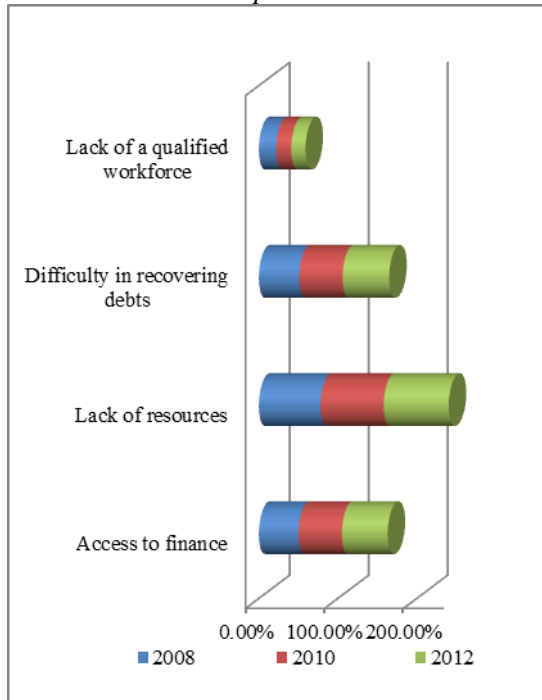 Lack of a qualified
workforce
Difficulty in recovering
debts
Lack of resources
Access to finance
0.00% 100.00% 200.00%
2008 2010 2012